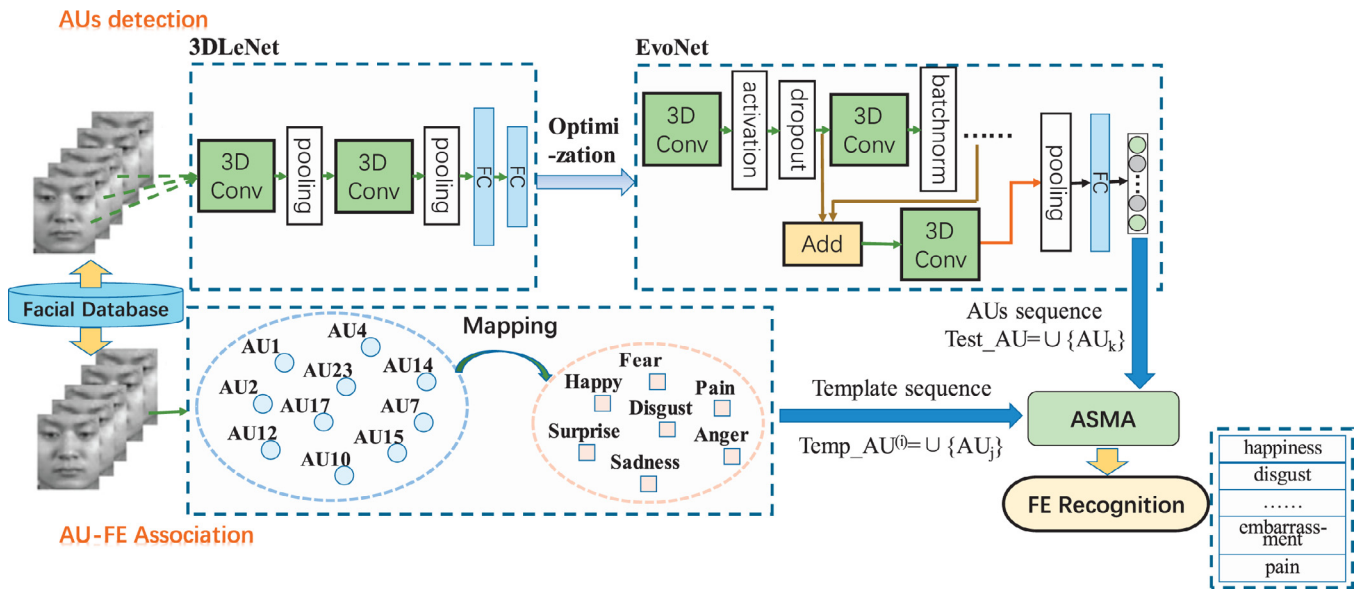 AUs detection
3DLeNet
3D
Conv
pooling
3D
Conv
pooling
FC
FC
Optimi
-zation
EvoNet
3D
Conv
activation
dropout
3D
Conv
batchnorm
......
Add
3D
Conv
pooling
FC
Facial Database
AU1
AU4
AU2
AU23
AU14
AU17
AU7
AU12
AU15
AU10
Mapping
Fear
Happy
Pain
Disgust
Surprise
Anger
Sadness
AU-FE Association
AUs sequence
Test_AU=∪{AUk}
Template sequence
Temp_AU(i)=∪{AUj}
ASMA
FE Recognition
happiness
disgust
......
embarrass-
ment
pain